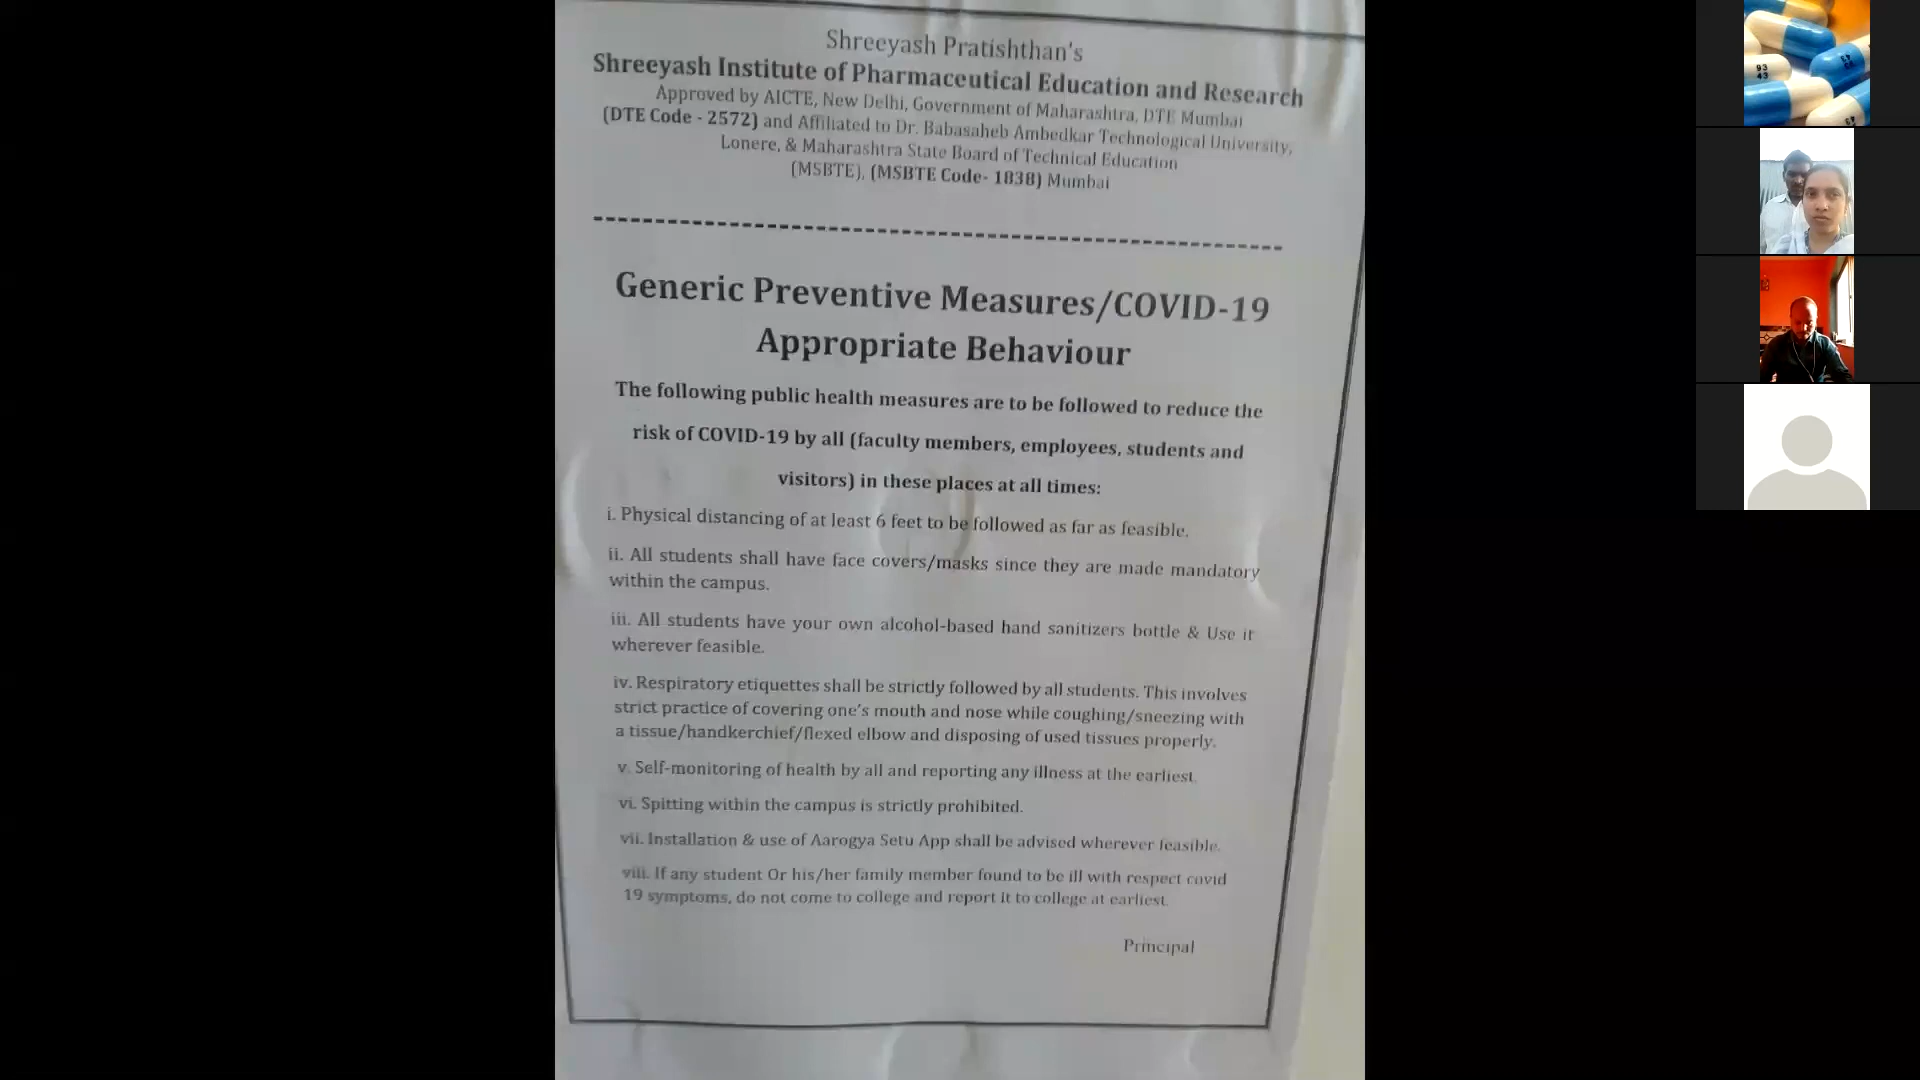 Shreeyash Pratishthan's
Shreeyash Institute of Pharmaceutical Education and Research
Approved by AICTE, New Delhi, Government of Maharashtra, DTE Mumbai
(DTE Code - 2572) and Affiliated to Dr. Babasaheb Ambedkar Technological University,
Lonere, & Maharashtra State Board of Technical Education
(MSBTE), (MSBTE Code- 1838) Mumbai
Generic Preventive Measures/COVID-19
Appropriate Behaviour
The following public health measures are to be followed to reduce the
risk of COVID-19 by all (faculty members, employees, students and
visitors) in these places at all times:
i. Physical distancing of at least 6 feet to be followed as far as feasible.
ii. All students shall have face covers/masks since they are made mandatory
within the campus.
iii. All students have your own alcohol-based hand sanitizers bottle & Use it
wherever feasible.
iv. Respiratory etiquettes shall be strictly followed by all students. This involves
strict practice of covering one's mouth and nose while coughing/sneezing with
a tissue/handkerchief/flexed elbow and disposing of used tissues properly.
v. Self-monitoring of health by all and reporting any illness at the earliest.
vi. Spitting within the campus is strictly prohibited.
vii. Installation & use of Aarogya Setu App shall be advised wherever feasible.
viii. If any student Or his/her family member found to be ill with respect covid
19 symptoms, do not come to college and report it to college at earliest.
Principal
93
43